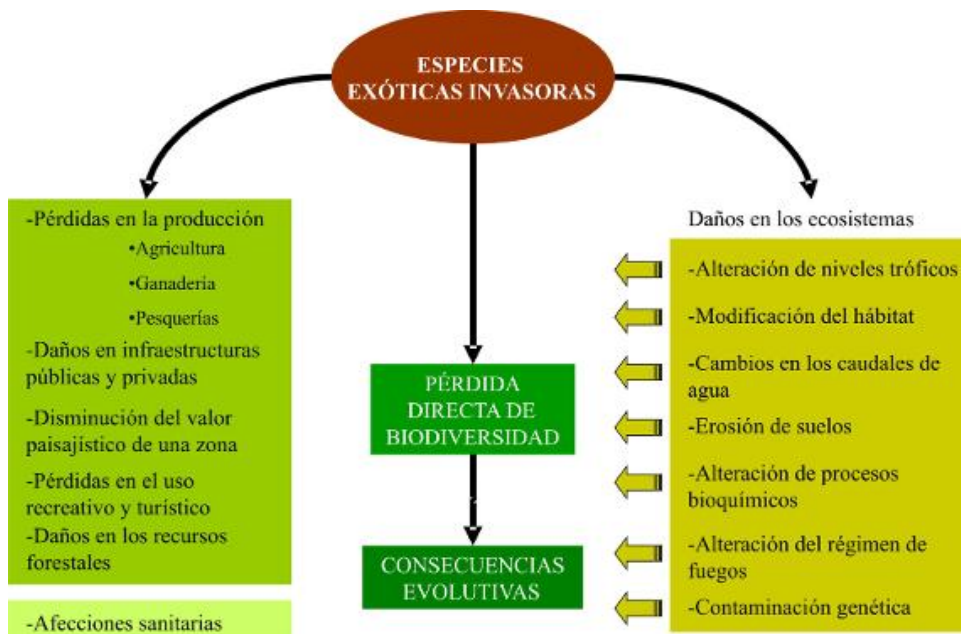 ESPECIES
EXÓTICAS INVASORAS
-Pérdidas en la producción
•Agricultura
•Ganadería
•Pesquerías
-Daños en infraestructuras
públicas y privadas
-Disminución del valor
paisajístico de una zona
-Pérdidas en el uso
recreativo y turístico
-Daños en los recursos
forestales
-Afecciones sanitarias
PÉRDIDA
DIRECTA DE
BIODIVERSIDAD
CONSECUENCIAS
EVOLUTIVAS
Daños en los ecosistemas
-Alteración de niveles tróficos
-Modificación del hábitat
-Cambios en los caudales de
agua
-Erosión de suelos
-Alteración de procesos
bioquímicos
-Alteración del régimen de
fuegos
-Contaminación genética